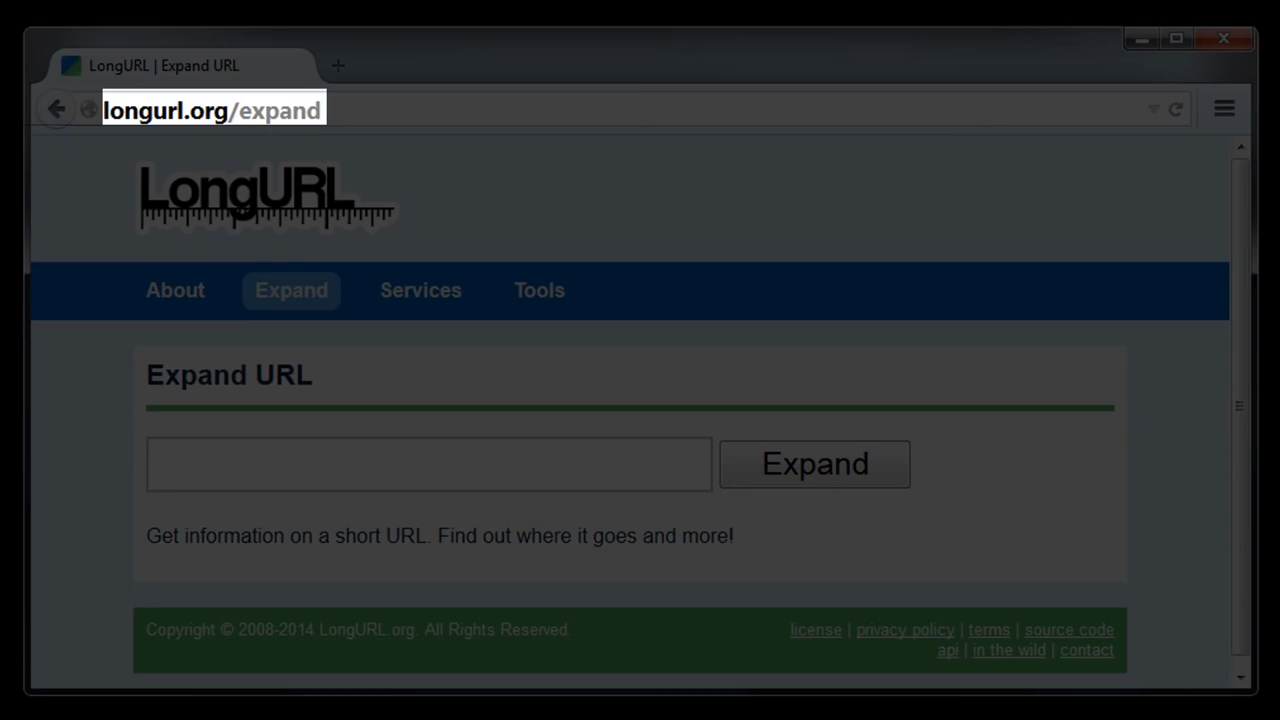 LongURL | Expand URL
longurl.org/expand
LongURL
About Expand Services Tools
Expand URL
Expand
Get information on a short URL. Find out where it goes and more!
Copyright © 2008-2014 LongURL.org. All Rights Reserved.
license | privacy policy | terms | source code
api | in the wild | contact